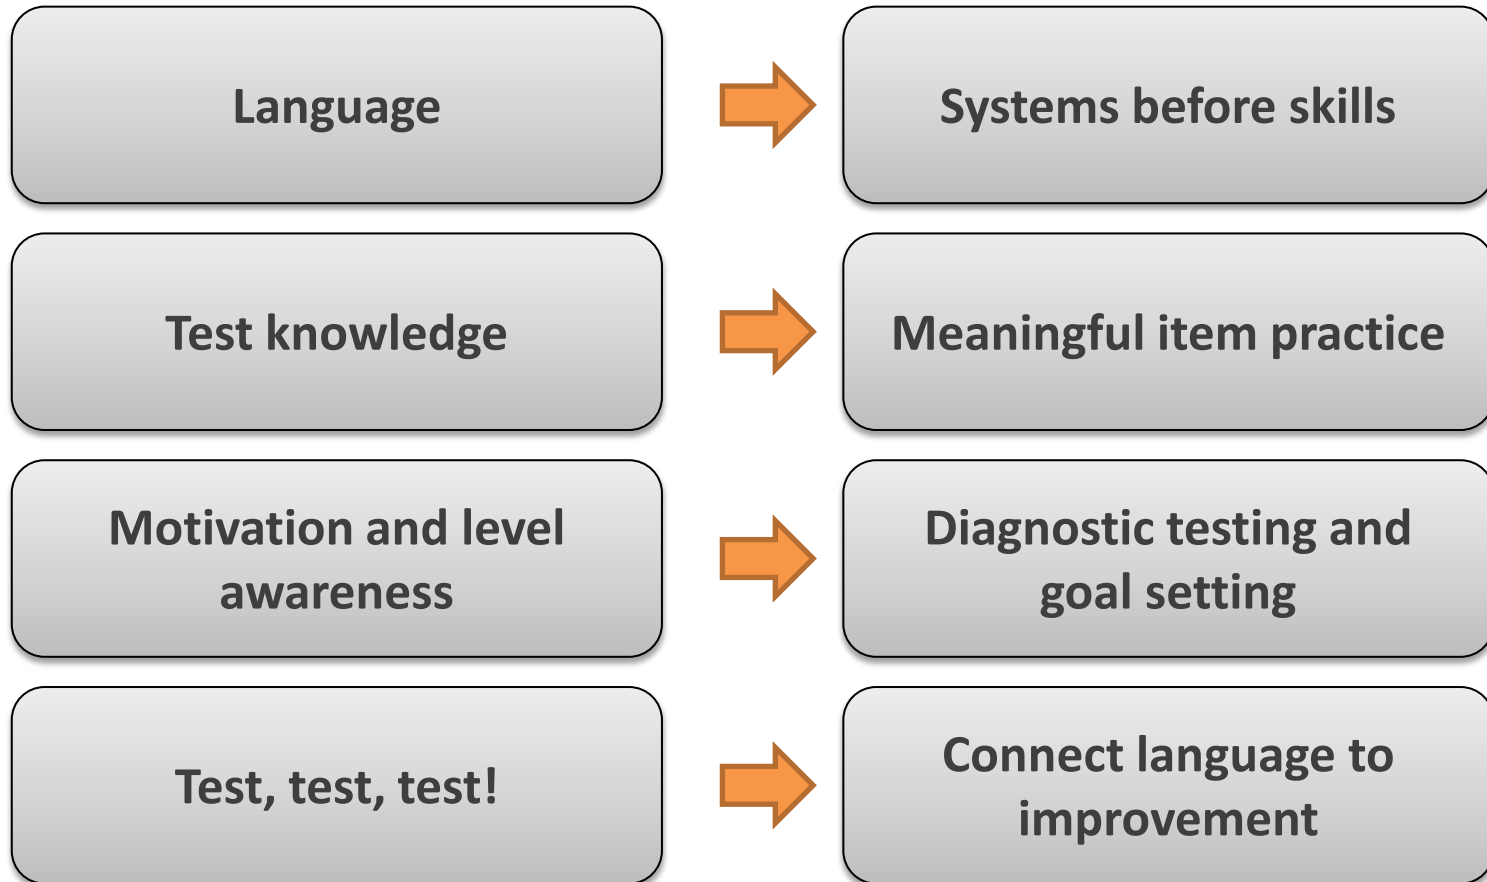 Language
Systems before skills
Test knowledge
Meaningful item practice
Motivation and level
awareness
Diagnostic testing and
goal setting
Test, test, test!
Connect language to
improvement